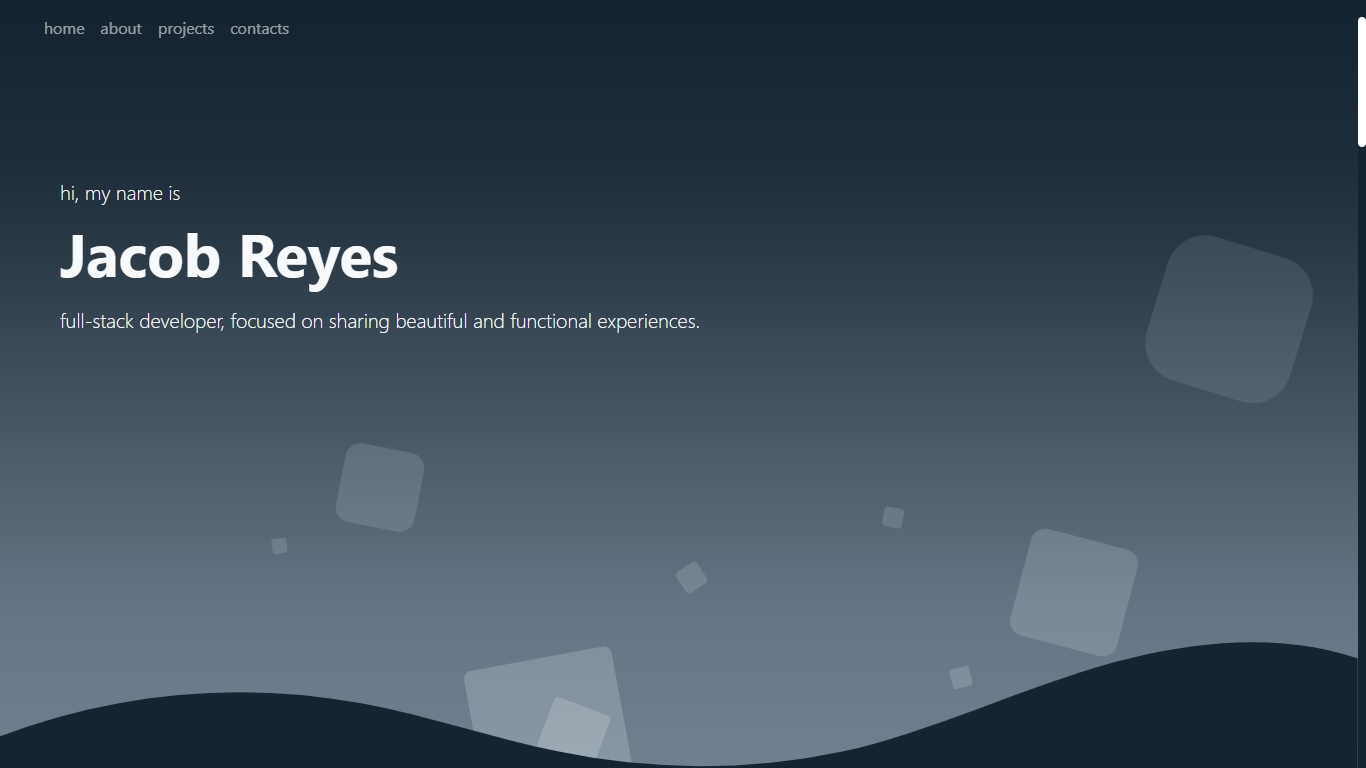 home about projects contacts
hi, my name is
Jacob Reyes
full-stack developer, focused on sharing beautiful and functional experiences.